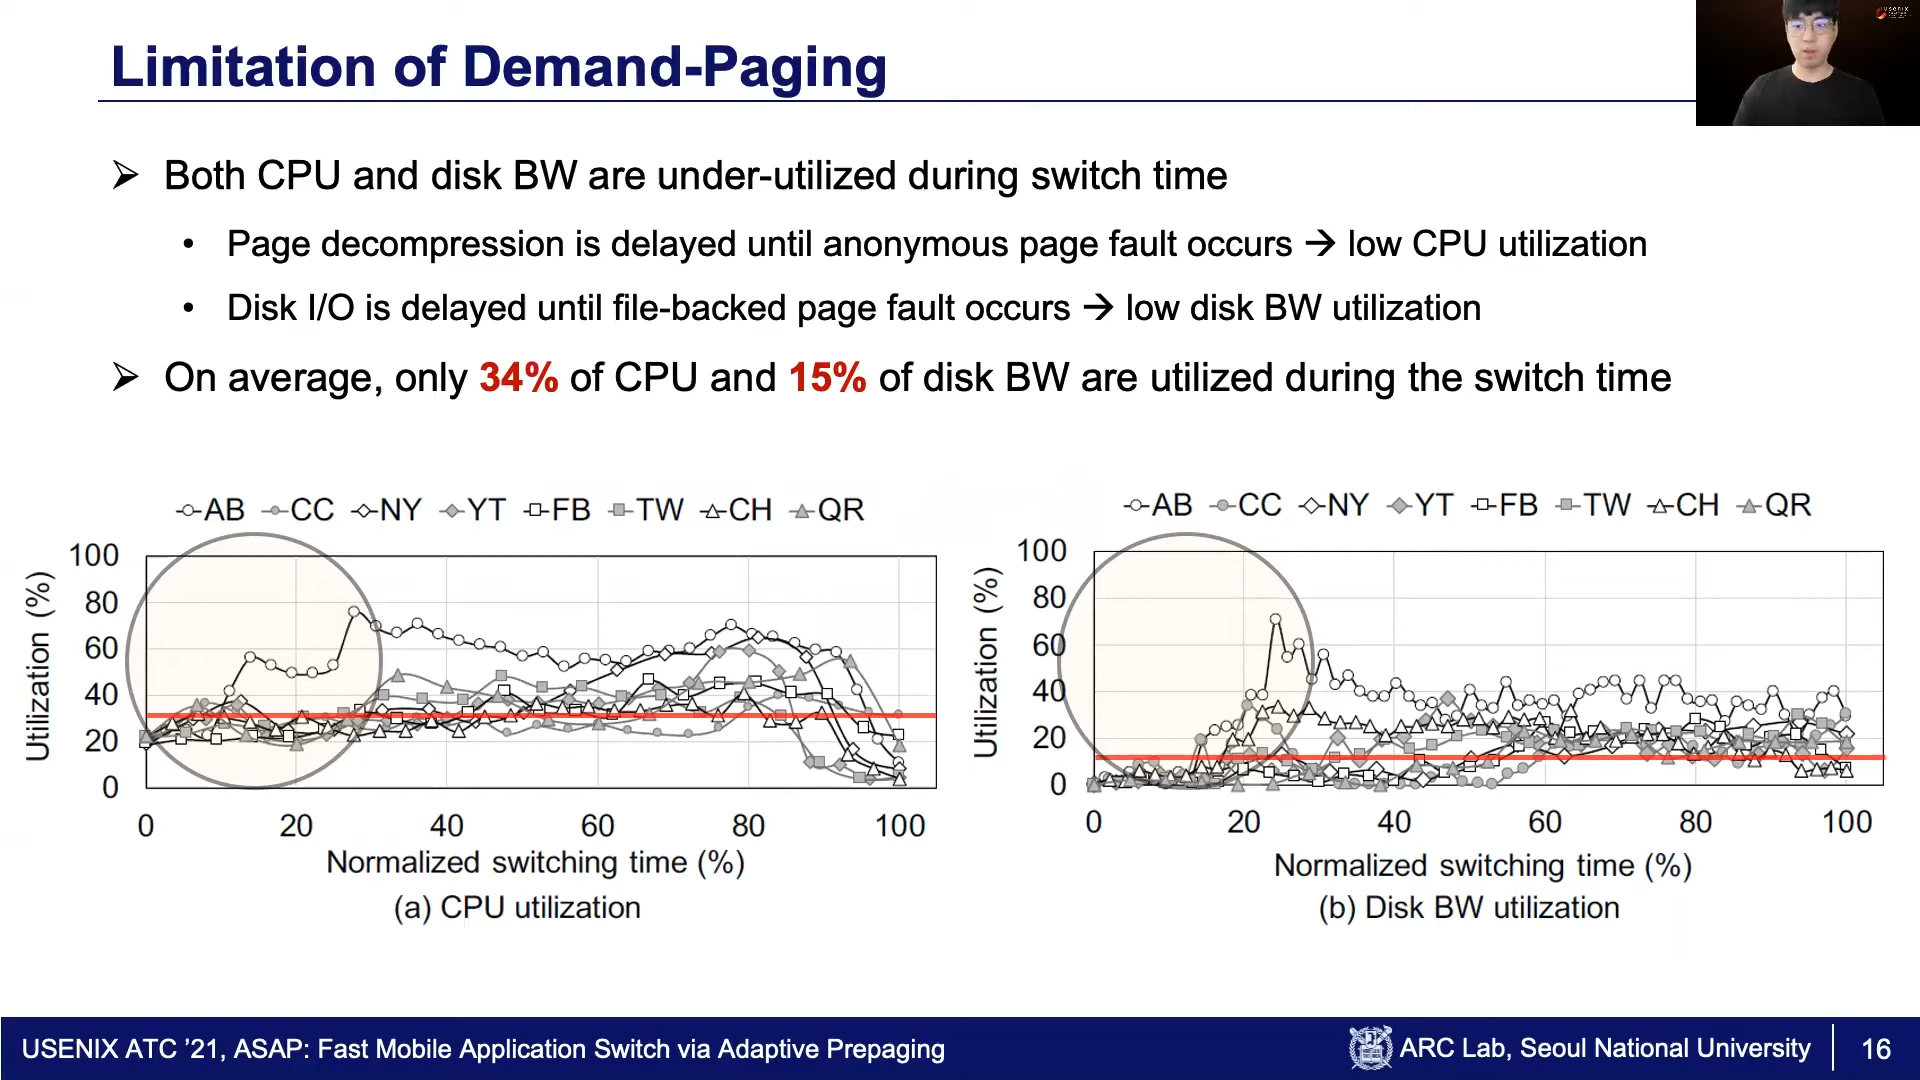 Limitation of Demand-Paging
usenix
➢ Both CPU and disk BW are under-utilized during switch time
• Page decompression is delayed until anonymous page fault occurs → low CPU utilization
• Disk I/O is delayed until file-backed page fault occurs → low disk BW utilization
➢ On average, only 34% of CPU and 15% of disk BW are utilized during the switch time
AB CC NY YT FB TW CH QR
Utilization (%)
100
80
60
40
20
0
0 20 40 60 80 100
Normalized switching time (%)
(a) CPU utilization
AB CC NY YT FB TW CH QR
Utilization (%)
100
80
60
40
20
0
0 20 40 60 80 100
Normalized switching time (%)
(b) Disk BW utilization
USENIX ATC ’21, ASAP: Fast Mobile Application Switch via Adaptive Prepaging
ARC Lab, Seoul National University
16